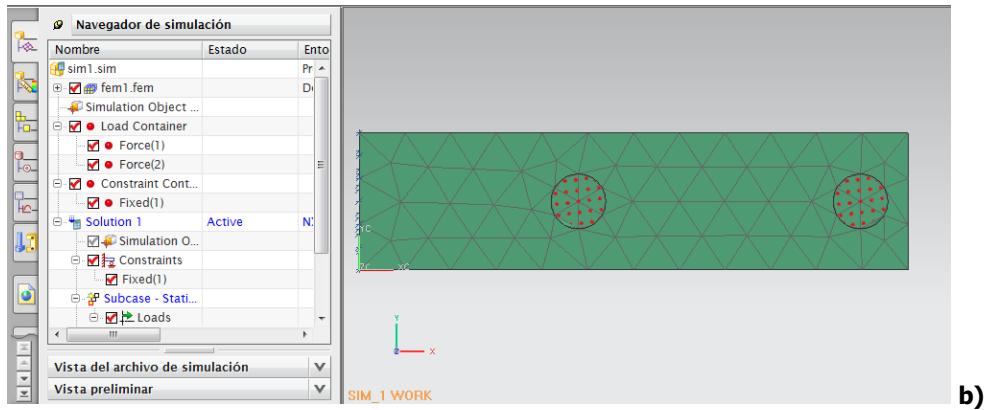 Navegador de simulación
Nombre Estado Ento
sim1.sim Pr
fem1.fem D
Simulation Object ...
Load Container
Force(1)
Force(2)
Constraint Cont...
Fixed(1)
Solution 1 Active N
Simulation O...
Constraints
Fixed(1)
Subcase - Stati...
Loads
Vista del archivo de simulación
Vista preliminar
YC
ZC XC
Y
X
SIM_1 WORK
b)